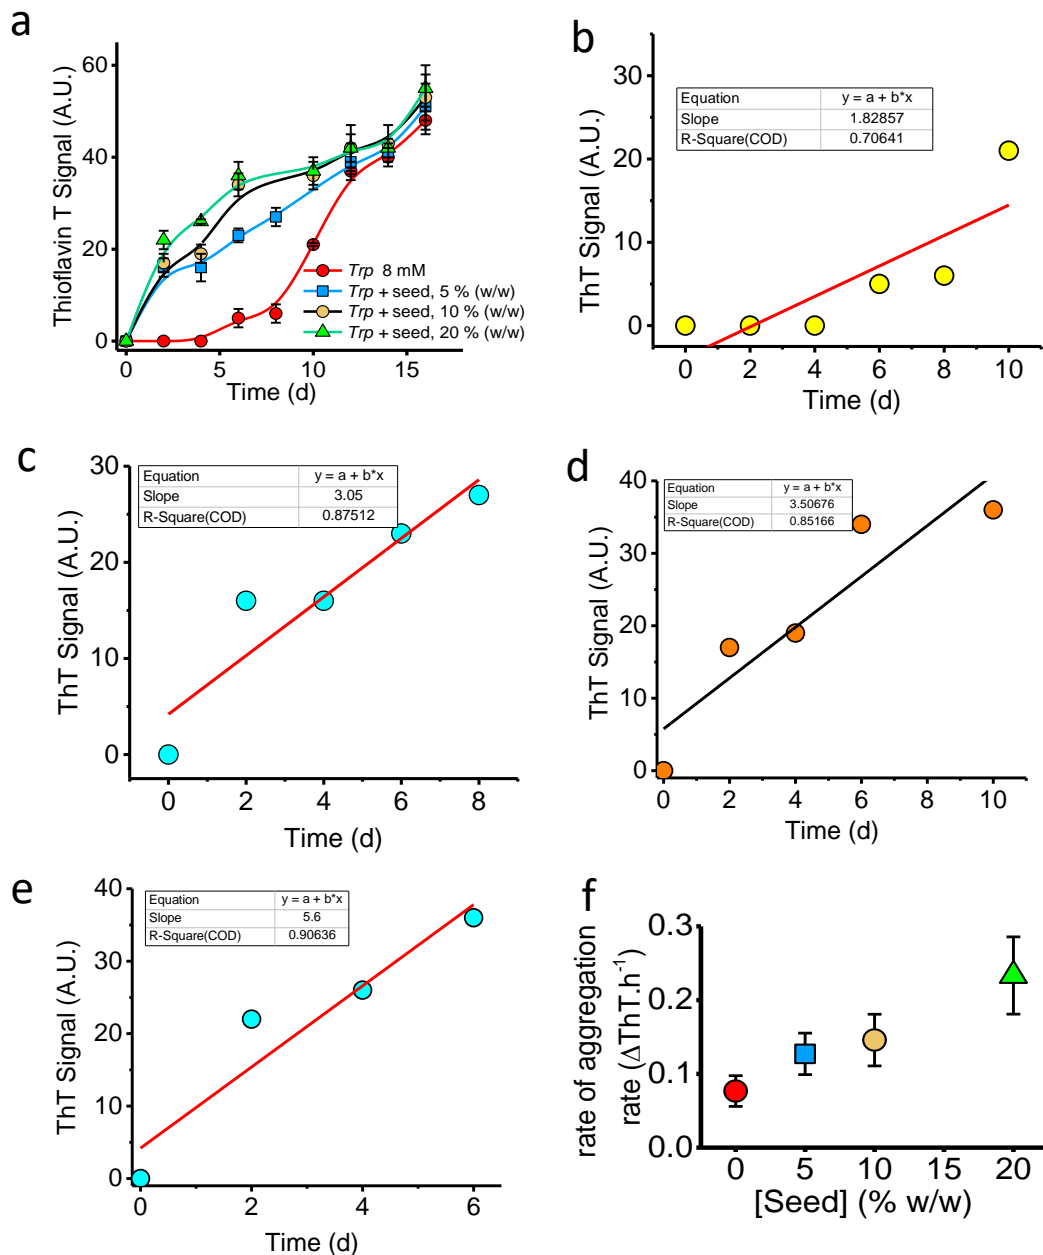 a
Thioflavin T Signal (A.U.)
60
40
20
0
Trp 8 mM
Trp + seed, 5 % (w/w)
Trp + seed, 10 % (w/w)
Trp + seed, 20 % (w/w)
0 5 10 15
Time (d)
b
ThT Signal (A.U.)
30
20
10
0
Equation y = a + b*x
Slope 1.82857
R-Square(COD) 0.70641
0 2 4 6 8 10
Time (d)
c
ThT Signal (A.U.)
30
20
10
0
Equation y = a + b*x
Slope 3.05
R-Square(COD) 0.87512
0 2 4 6 8
Time (d)
d
ThT Signal (A.U.)
40
30
20
10
0
Equation y = a + b*x
Slope 3.50676
R-Square(COD) 0.85166
0 2 4 6 8 10
Time (d)
e
ThT Signal (A.U.)
40
30
20
10
0
Equation y = a + b*x
Slope 5.6
R-Square(COD) 0.90636
0 2 4 6
Time (d)
f
rate of aggregation
rate (ΔThT.h⁻¹)
0.3
0.2
0.1
0.0
0 5 10 15 20
[Seed] (% w/w)